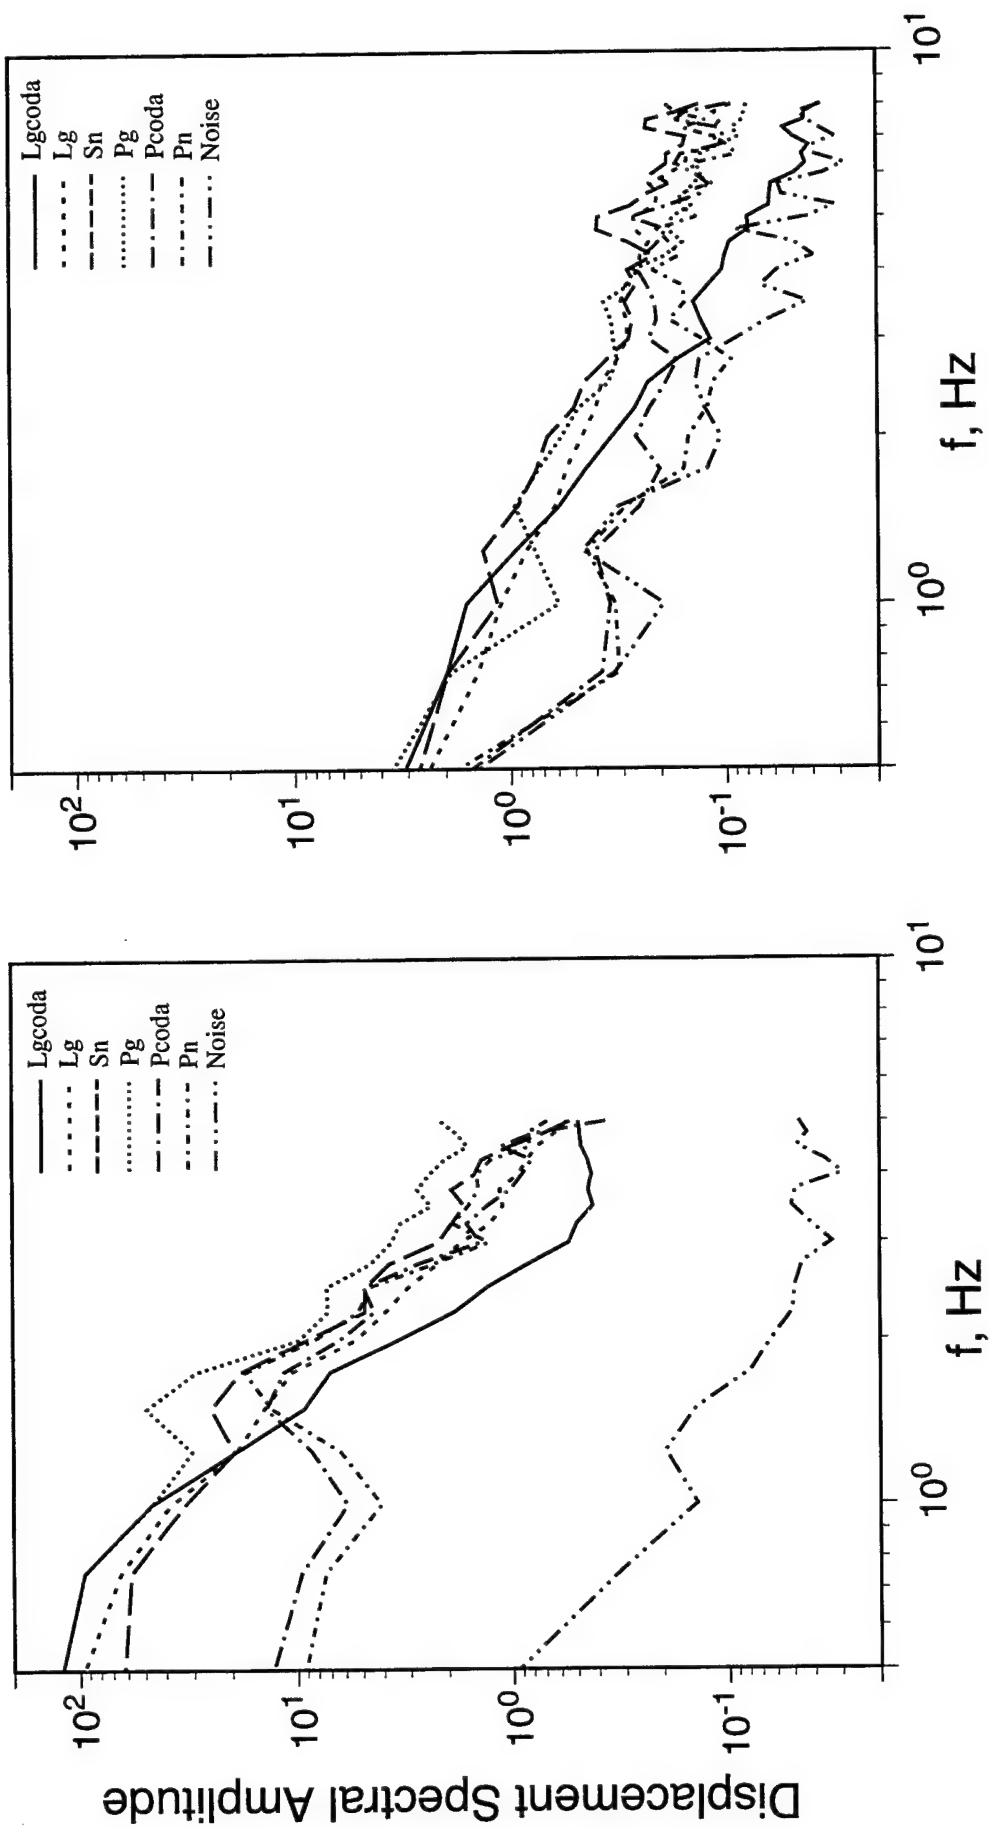 Displacement Spectral Amplitude
10²
10¹
10⁰
10⁻¹
Lgcoda
Lg
Sn
Pg
Pcoda
Pn
Noise
10⁰
10¹
f, Hz
10²
10¹
10⁰
10⁻¹
Lgcoda
Lg
Sn
Pg
Pcoda
Pn
Noise
10⁰
10¹
f, Hz